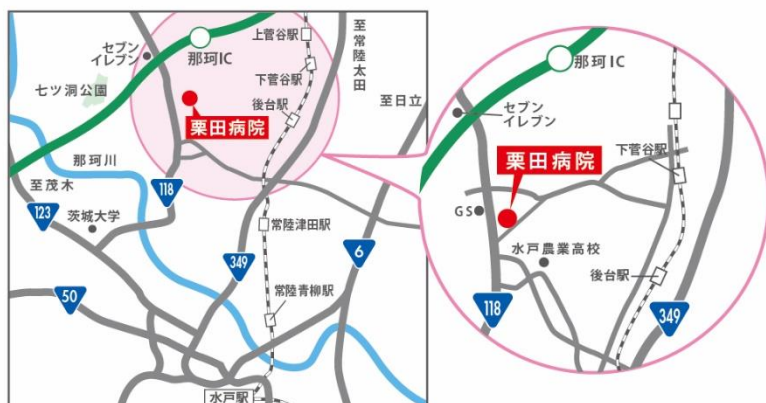 セブン
イレブン
那珂IC
上菅谷駅
至常陸太田
七ツ洞公園
下菅谷駅
後台駅
至日立
栗田病院
那珂川
至茂木
118
123
茨城大学
常陸津田駅
6
349
50
常陸青柳駅
水戸駅
那珂IC
セブン
イレブン
栗田病院
下菅谷駅
GS
水戸農業高校
後台駅
118
349